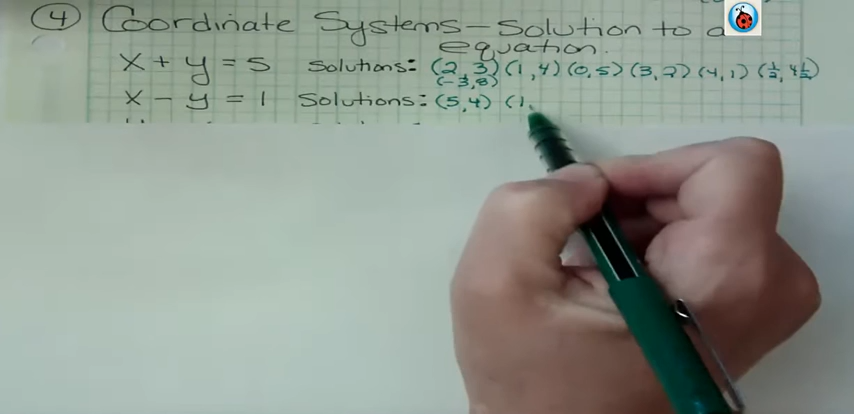 ④ Coordinate Systems - Solution to a
equation.
x + y = 5 Solutions: (2, 3) (1, 4) (0, 5) (3, 2) (4, 1) (½, 4½)
(-3, 8)
x - y = 1 Solutions: (5, 4) (1,